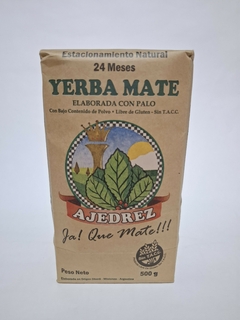 Estacionamiento Natural
24 Meses
YERBA MATE
ELABORADA CON PALO
Con Bajo Contenido de Polvo - Libre de Gluten - Sin T.A.C.C.
AJEDREZ
Ja! Que Mate!!!
Peso Neto
500 g